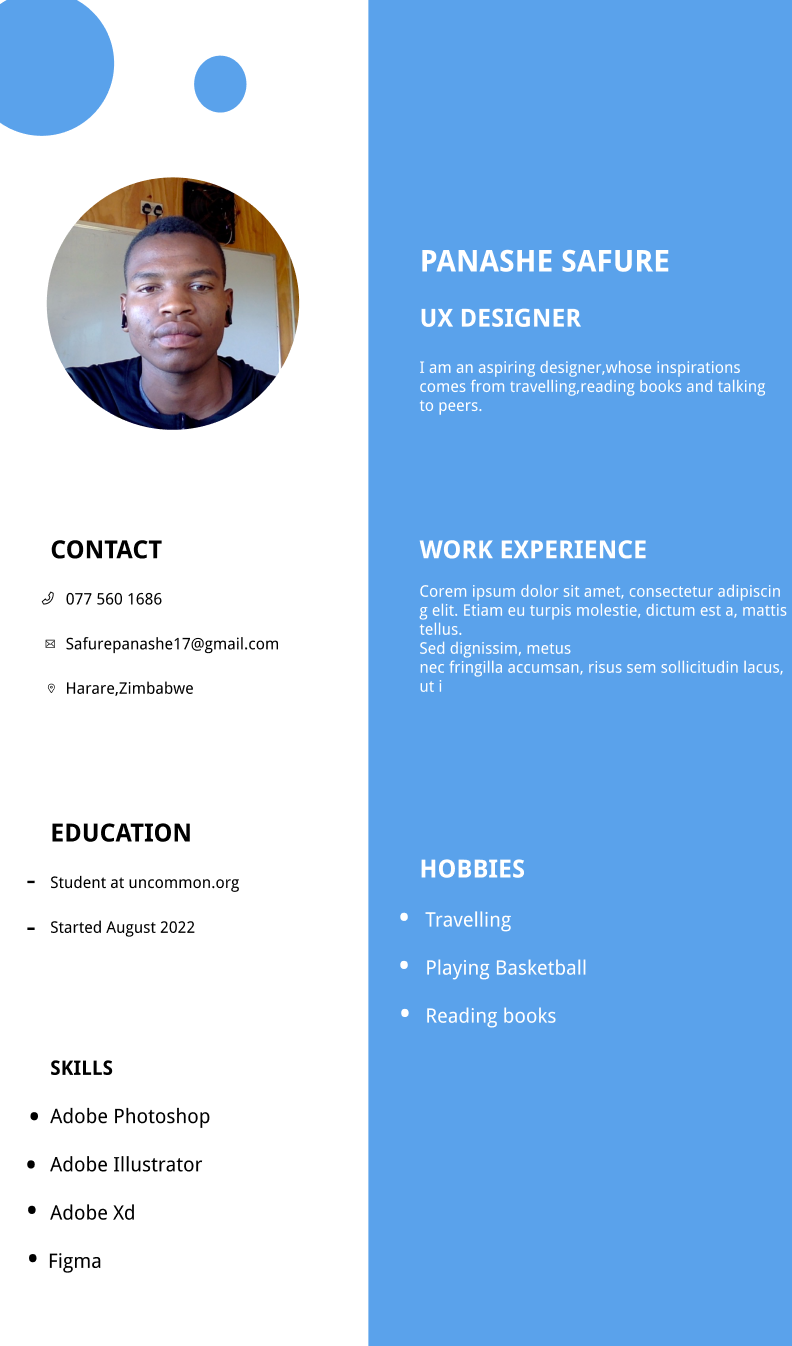 PANASHE SAFURE
UX DESIGNER
I am an aspiring designer,whose inspirations
comes from travelling,reading books and talking
to peers.
CONTACT
077 560 1686
Safurepanashe17@gmail.com
Harare,Zimbabwe
WORK EXPERIENCE
Corem ipsum dolor sit amet, consectetur adipiscin
g elit. Etiam eu turpis molestie, dictum est a, mattis
tellus.
Sed dignissim, metus
nec fringilla accumsan, risus sem sollicitudin lacus,
ut i
EDUCATION
- Student at uncommon.org
- Started August 2022
HOBBIES
• Travelling
• Playing Basketball
• Reading books
SKILLS
• Adobe Photoshop
• Adobe Illustrator
• Adobe Xd
• Figma